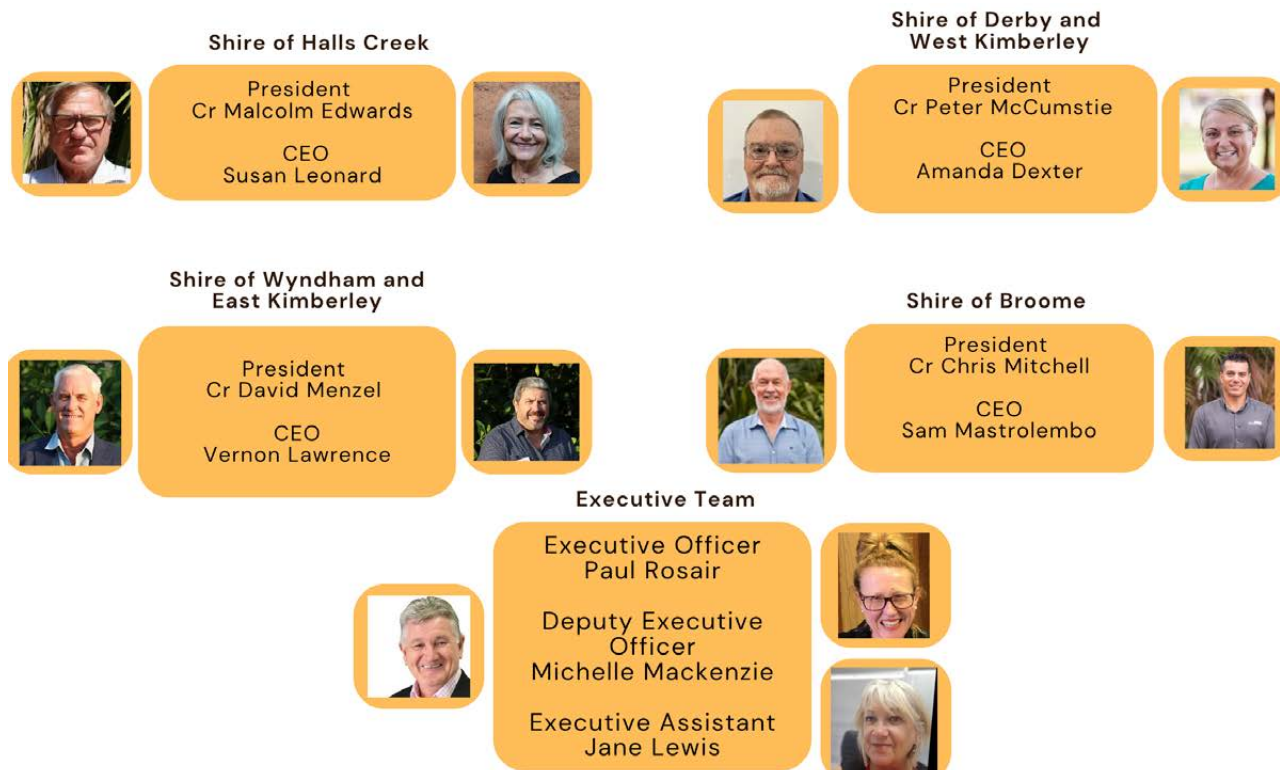 Shire of Halls Creek
President
Cr Malcolm Edwards
CEO
Susan Leonard
Shire of Derby and
West Kimberley
President
Cr Peter McCumstie
CEO
Amanda Dexter
Shire of Wyndham and
East Kimberley
President
Cr David Menzel
CEO
Vernon Lawrence
Shire of Broome
President
Cr Chris Mitchell
CEO
Sam Mastrolembo
Executive Team
Executive Officer
Paul Rosair
Deputy Executive
Officer
Michelle Mackenzie
Executive Assistant
Jane Lewis